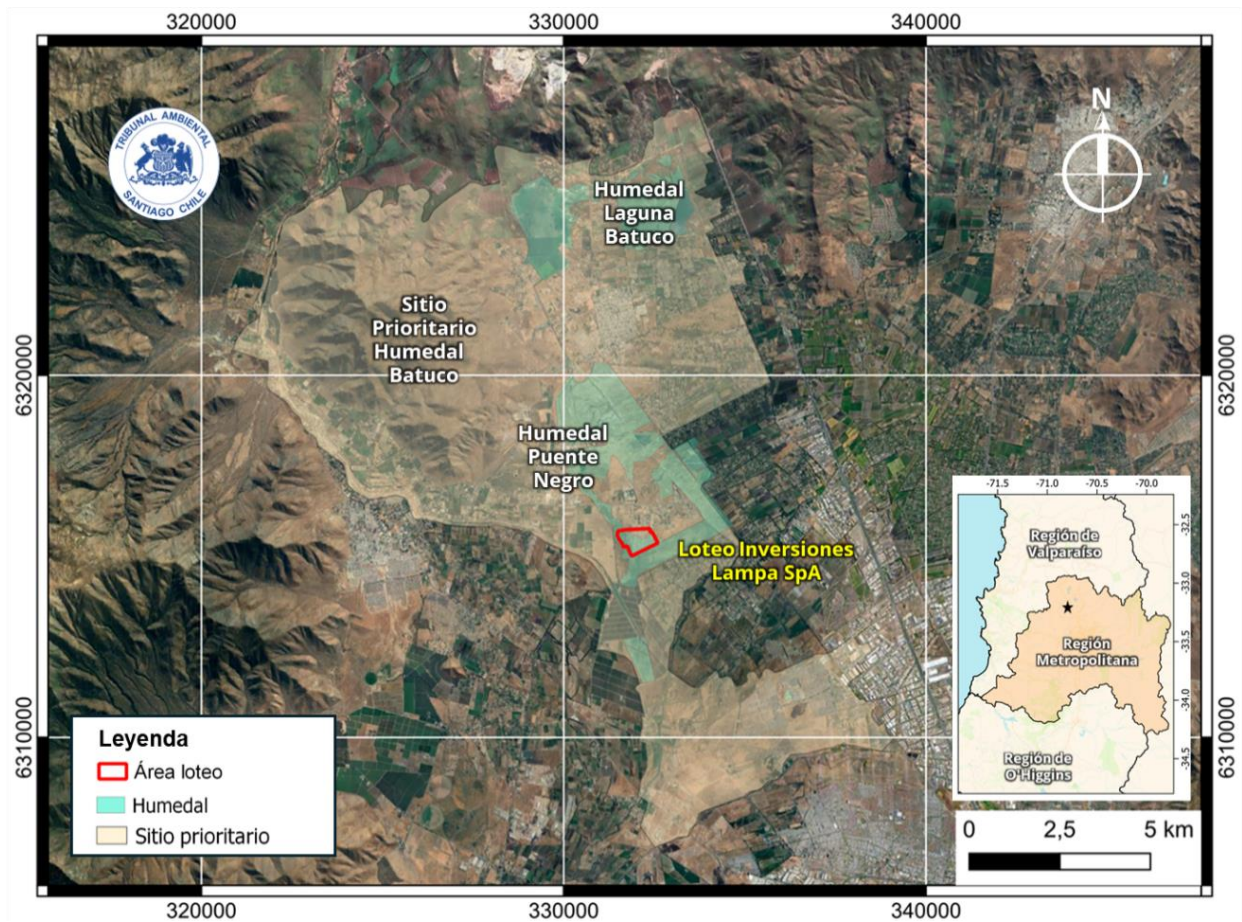 320000
330000
340000
TRIBUNAL AMBIENTAL
SANTIAGO CHILE
N
Humedal
Laguna
Batuco
Sitio
Prioritario
Humedal
Batuco
6320000
6320000
Humedal
Puente
Negro
Loteo Inversiones
Lampa SpA
-71.5
-71.0
-70.5
-70.0
Región de
Valparaíso
-32.5
-33.0
Región
Metropolitana
-33.5
-34.0
Región de
O'Higgins
-34.5
6310000
6310000
Leyenda
Área loteo
Humedal
Sitio prioritario
0
2,5
5 km
320000
330000
340000